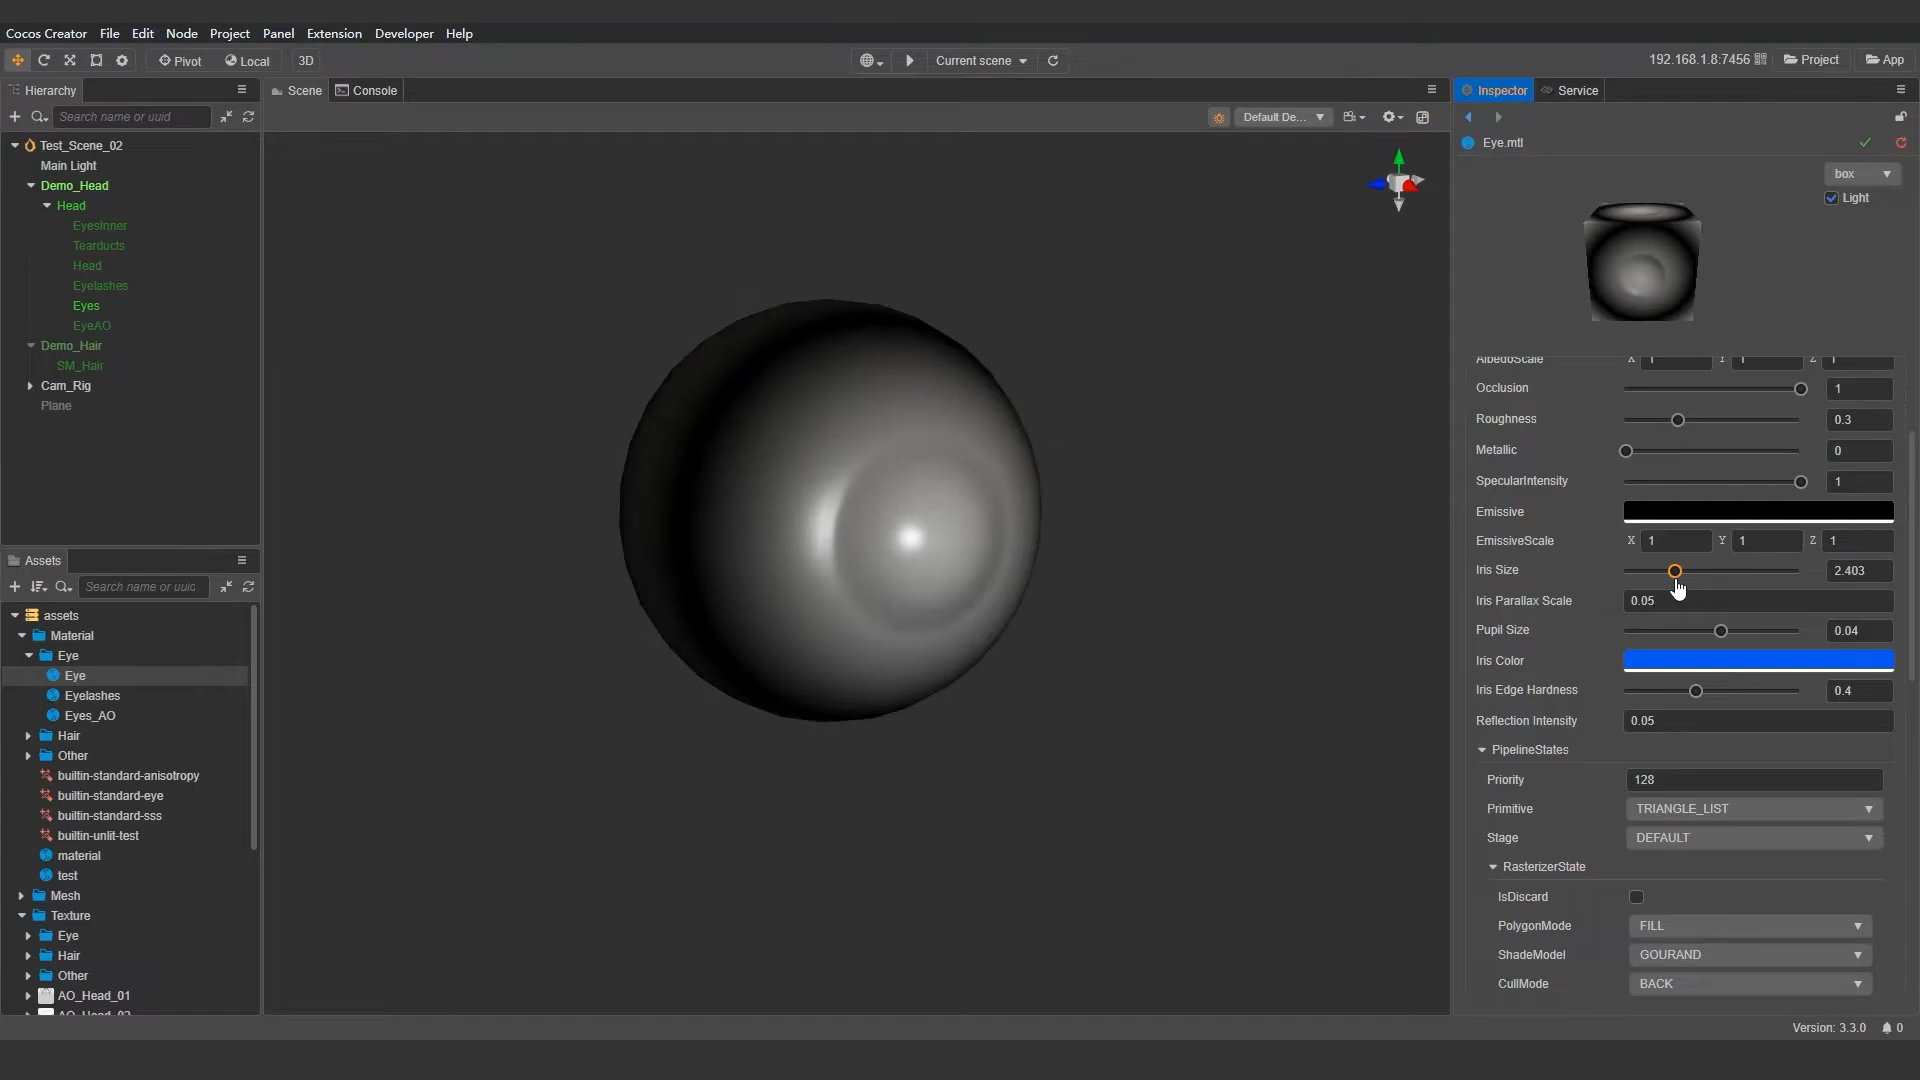 Cocos Creator File Edit Node Project Panel Extension Developer Help
Pivot Local 3D Current scene 192.168.1.8:7456 Project App
Hierarchy
Search name or uuid
Test_Scene_02
Main Light
Demo_Head
Head
EyesInner
Tearducts
Head
Eyelashes
Eyes
EyeAO
Demo_Hair
SM_Hair
Cam_Rig
Plane
Assets
Search name or uuid
assets
Material
Eye
Eye
Eyelashes
Eyes_AO
Hair
Other
builtin-standard-anisotropy
builtin-standard-eye
builtin-standard-sss
builtin-unlit-test
material
test
Mesh
Texture
Eye
Hair
Other
AO_Head_01
AO_Head_02
Scene Console
Default De...
Inspector Service
Eye.mtl
box
Light
AlbedoScale X 1 Y 1 Z 1
Occlusion 1
Roughness 0.3
Metallic 0
SpecularIntensity 1
Emissive
EmissiveScale X 1 Y 1 Z 1
Iris Size 2.403
Iris Parallax Scale 0.05
Pupil Size 0.04
Iris Color
Iris Edge Hardness 0.4
Reflection Intensity 0.05
PipelineStates
Priority 128
Primitive TRIANGLE_LIST
Stage DEFAULT
RasterizerState
IsDiscard
PolygonMode FILL
ShadeModel GOURAND
CullMode BACK
Version: 3.3.0 0